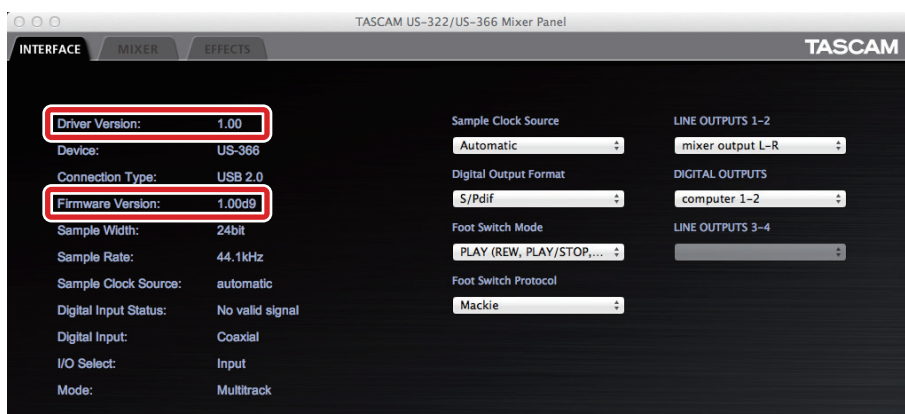 TASCAM US-322/US-366 Mixer Panel
INTERFACE MIXER EFFECTS TASCAM
Driver Version: 1.00
Device: US-366
Connection Type: USB 2.0
Firmware Version: 1.00d9
Sample Width: 24bit
Sample Rate: 44.1kHz
Sample Clock Source: automatic
Digital Input Status: No valid signal
Digital Input: Coaxial
I/O Select: Input
Mode: Multitrack
Sample Clock Source
Automatic
Digital Output Format
S/Pdif
Foot Switch Mode
PLAY (REW, PLAY/STOP,...
Foot Switch Protocol
Mackie
LINE OUTPUTS 1-2
mixer output L-R
DIGITAL OUTPUTS
computer 1-2
LINE OUTPUTS 3-4